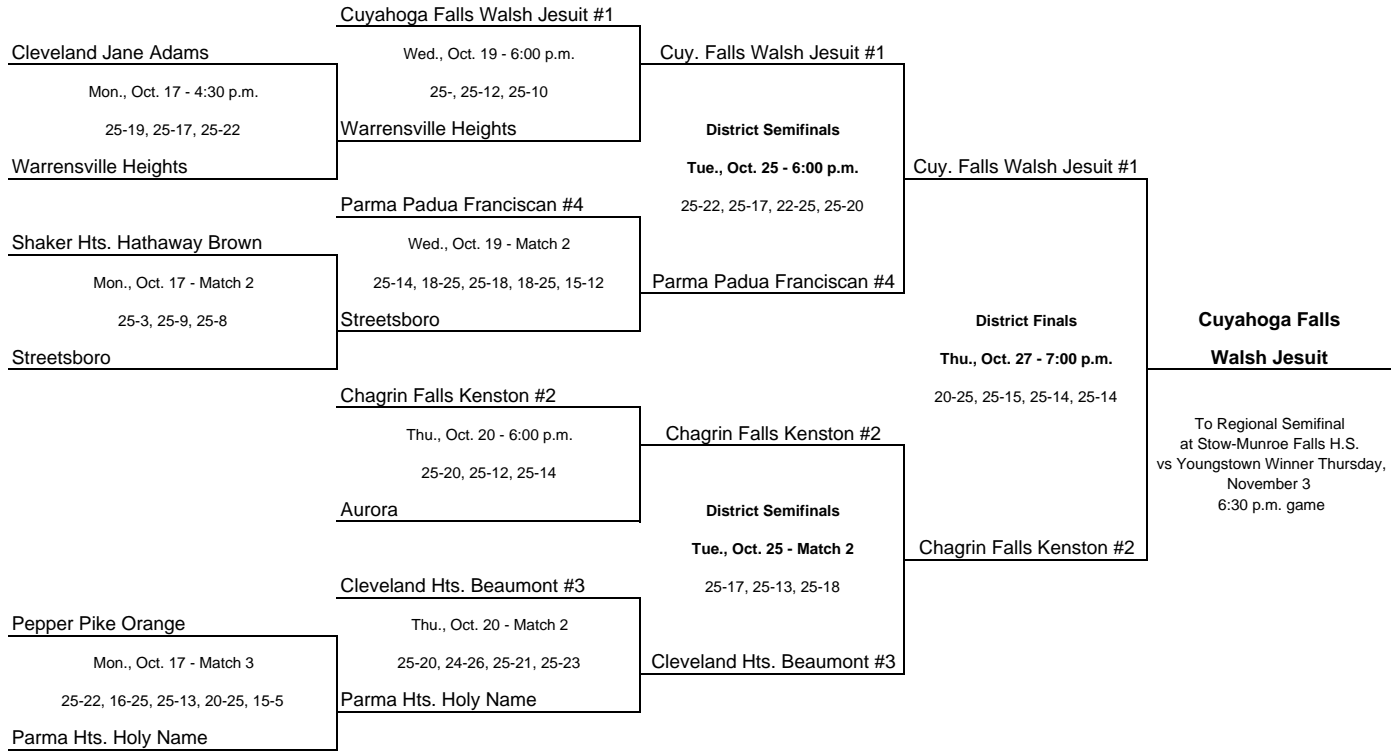 Cuyahoga Falls Walsh Jesuit #1
Cleveland Jane Adams
Wed., Oct. 19 - 6:00 p.m.
Cuy. Falls Walsh Jesuit #1
Mon., Oct. 17 - 4:30 p.m.
25-, 25-12, 25-10
25-19, 25-17, 25-22
Warrensville Heights
District Semifinals
Warrensville Heights
Tue., Oct. 25 - 6:00 p.m.
Cuy. Falls Walsh Jesuit #1
Parma Padua Franciscan #4
25-22, 25-17, 22-25, 25-20
Shaker Hts. Hathaway Brown
Wed., Oct. 19 - Match 2
Mon., Oct. 17 - Match 2
25-14, 18-25, 25-18, 18-25, 15-12
Parma Padua Franciscan #4
25-3, 25-9, 25-8
Streetsboro
District Finals
Cuyahoga Falls
Streetsboro
Thu., Oct. 27 - 7:00 p.m.
Walsh Jesuit
Chagrin Falls Kenston #2
20-25, 25-15, 25-14, 25-14
Thu., Oct. 20 - 6:00 p.m.
Chagrin Falls Kenston #2
To Regional Semifinal
at Stow-Munroe Falls H.S.
vs Youngstown Winner Thursday,
November 3
6:30 p.m. game
25-20, 25-12, 25-14
Aurora
District Semifinals
Tue., Oct. 25 - Match 2
Chagrin Falls Kenston #2
Cleveland Hts. Beaumont #3
25-17, 25-13, 25-18
Pepper Pike Orange
Thu., Oct. 20 - Match 2
Mon., Oct. 17 - Match 3
25-20, 24-26, 25-21, 25-23
Cleveland Hts. Beaumont #3
25-22, 16-25, 25-13, 20-25, 15-5
Parma Hts. Holy Name
Parma Hts. Holy Name